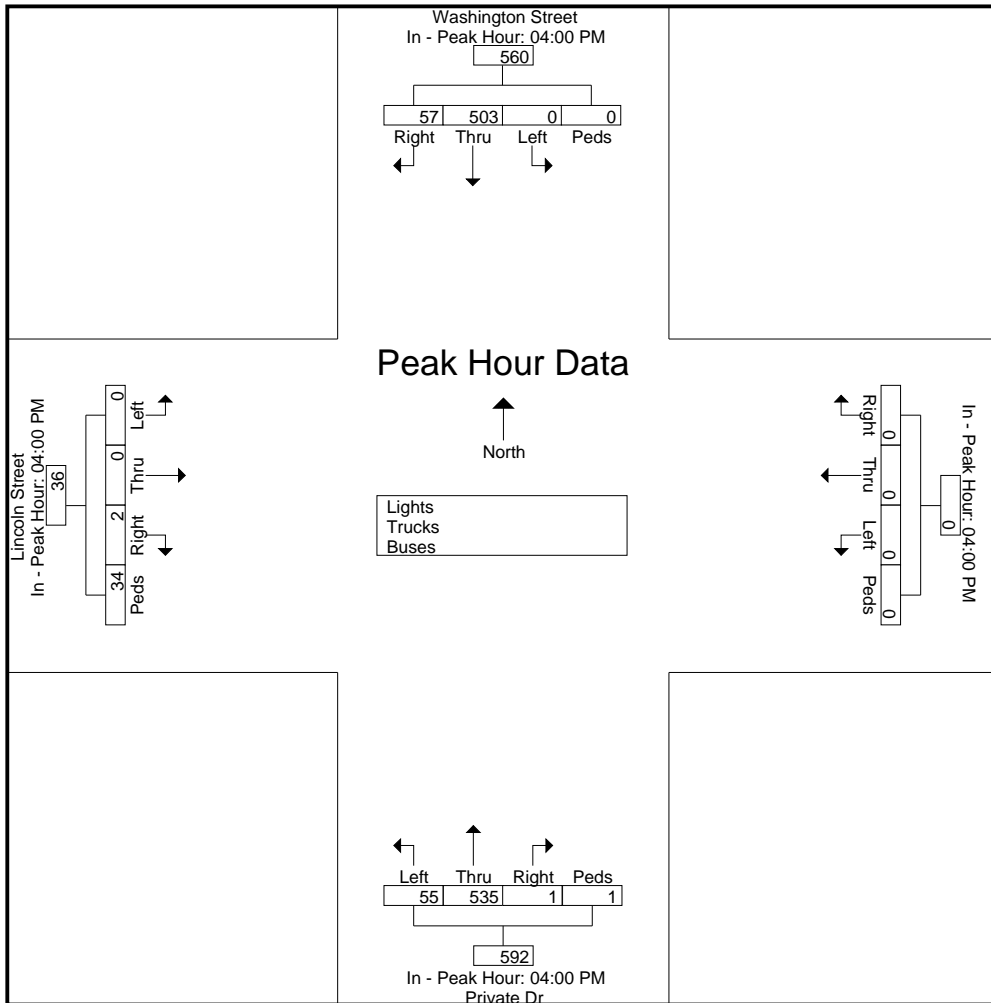 Washington Street
In - Peak Hour: 04:00 PM
560
57 503 0 0
Right Thru Left Peds
Peak Hour Data
North
Lights
Trucks
Buses
Lincoln Street
In - Peak Hour: 04:00 PM
36
0 0 2 34
Left Thru Right Peds
In - Peak Hour: 04:00 PM
0
0 0 0 0
Right Thru Left Peds
Left Thru Right Peds
55 535 1 1
592
In - Peak Hour: 04:00 PM
Private Dr